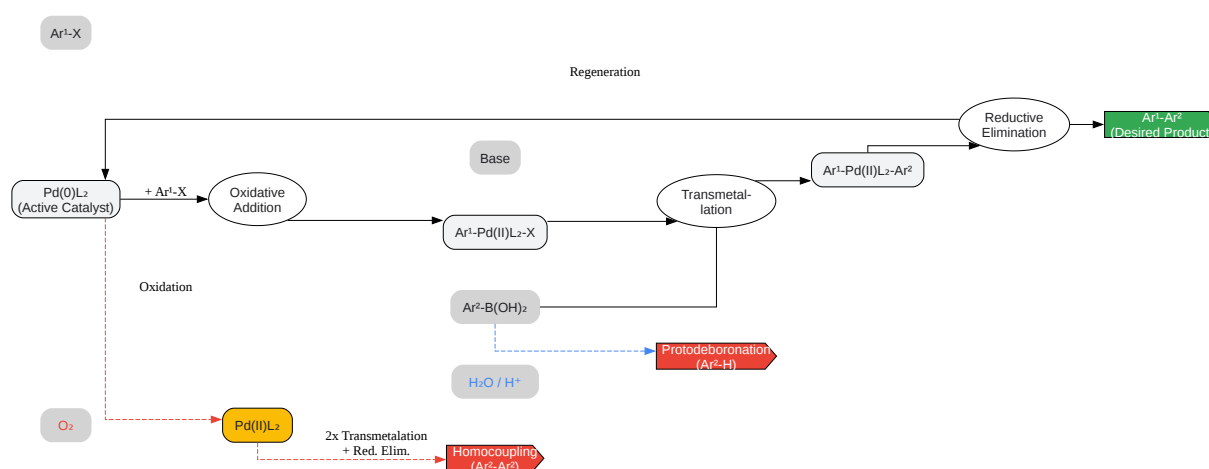 Ar¹-X
Regeneration
Reductive
Elimination
Ar¹-Ar²
(Desired Product
Base
Ar¹-Pd(II)L₂-Ar²
Pd(0)L₂
(Active Catalyst)
+ Ar¹-X
Oxidative
Addition
Transmetal-
lation
Ar¹-Pd(II)L₂-X
Oxidation
Ar²-B(OH)₂
Protodeboronation
(Ar²-H)
H₂O / H⁺
O₂
Pd(II)L₂
2x Transmetalation
+ Red. Elim.
Homocoupling
(Ar²-Ar²)